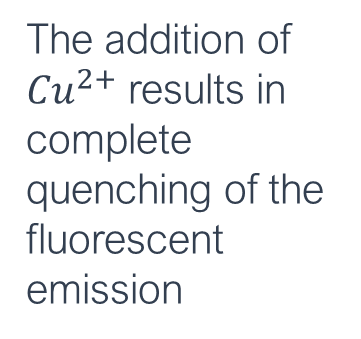 The addition of
Cu²⁺ results in
complete
quenching of the
fluorescent
emission